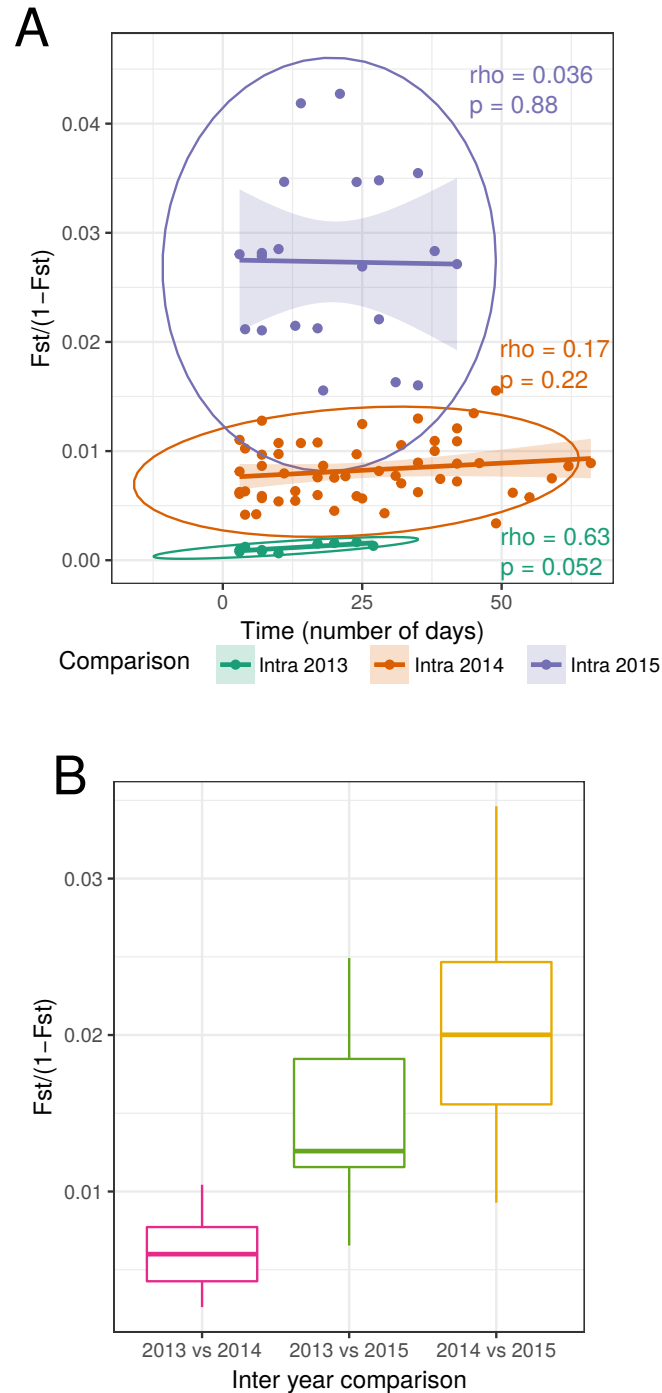 A
rho = 0.036
p = 0.88
0.04
0.03
Fst/(1−Fst)
0.02
rho = 0.17
p = 0.22
0.01
rho = 0.63
p = 0.052
0.00
0 25 50
Time (number of days)
Comparison Intra 2013 Intra 2014 Intra 2015
B
0.03
Fst/(1−Fst)
0.02
0.01
2013 vs 2014 2013 vs 2015 2014 vs 2015
Inter year comparison